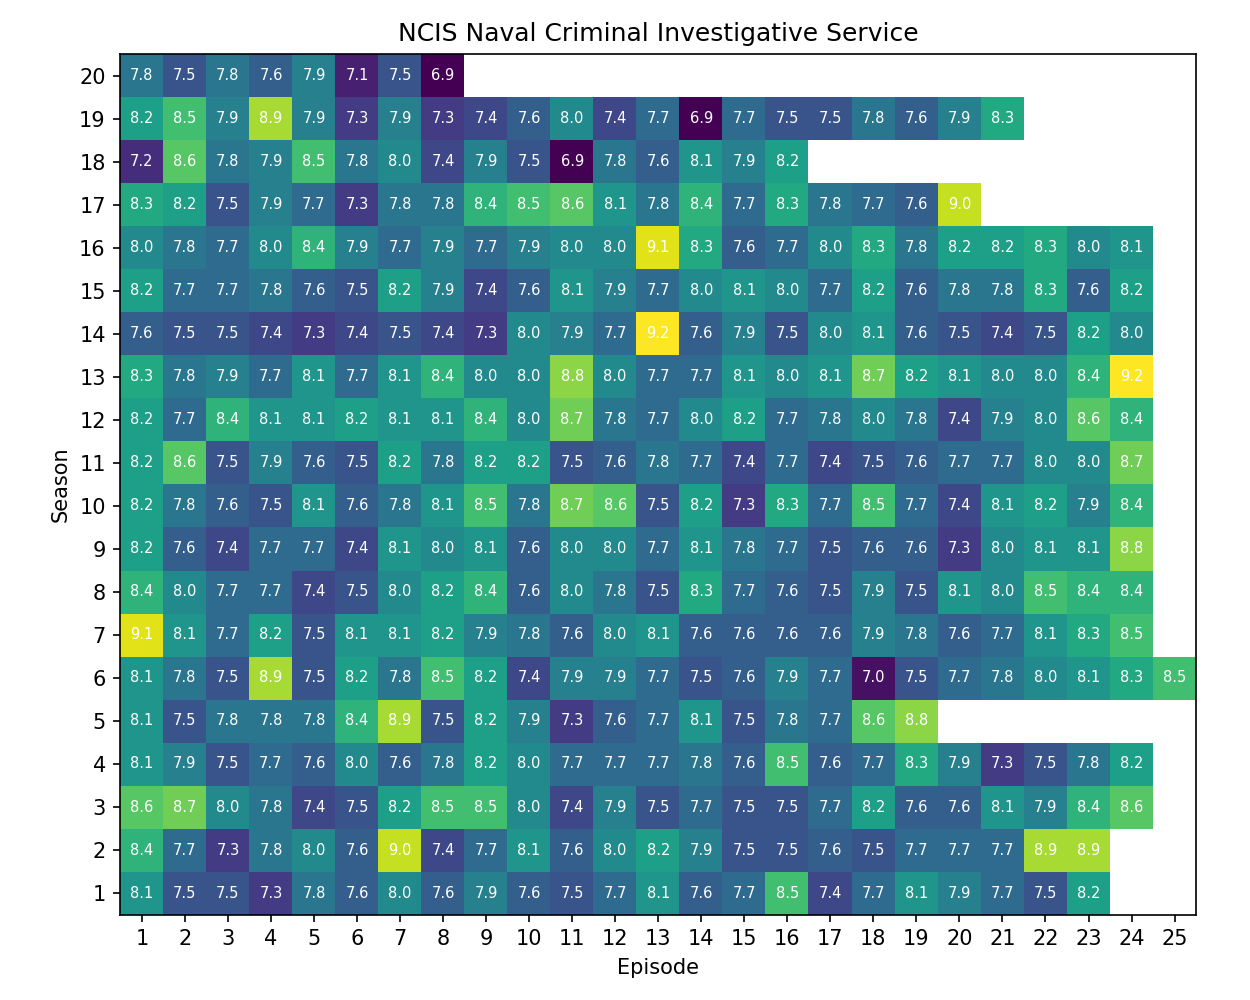 NCIS Naval Criminal Investigative Service
20 7.8 7.5 7.8 7.6 7.9 7.1 7.5 6.9
19 8.2 8.5 7.9 8.9 7.9 7.3 7.9 7.3 7.4 7.6 8.0 7.4 7.7 6.9 7.7 7.5 7.5 7.8 7.6 7.9 8.3
18 7.2 8.6 7.8 7.9 8.5 7.8 8.0 7.4 7.9 7.5 6.9 7.8 7.6 8.1 7.9 8.2
17 8.3 8.2 7.5 7.9 7.7 7.3 7.8 7.8 8.4 8.5 8.6 8.1 7.8 8.4 7.7 8.3 7.8 7.7 7.6 9.0
16 8.0 7.8 7.7 8.0 8.4 7.9 7.7 7.9 7.7 7.9 8.0 8.0 9.1 8.3 7.6 7.7 8.0 8.3 7.8 8.2 8.2 8.3 8.0 8.1
15 8.2 7.7 7.7 7.8 7.6 7.5 8.2 7.9 7.4 7.6 8.1 7.9 7.7 8.0 8.1 8.0 7.7 8.2 7.6 7.8 7.8 8.3 7.6 8.2
14 7.6 7.5 7.5 7.4 7.3 7.4 7.5 7.4 7.3 8.0 7.9 7.7 9.2 7.6 7.9 7.5 8.0 8.1 7.6 7.5 7.4 7.5 8.2 8.0
13 8.3 7.8 7.9 7.7 8.1 7.7 8.1 8.4 8.0 8.0 8.8 8.0 7.7 7.7 8.1 8.0 8.1 8.7 8.2 8.1 8.0 8.0 8.4 9.2
12 8.2 7.7 8.4 8.1 8.1 8.2 8.1 8.1 8.4 8.0 8.7 7.8 7.7 8.0 8.2 7.7 7.8 8.0 7.8 7.4 7.9 8.0 8.6 8.4
11 8.2 8.6 7.5 7.9 7.6 7.5 8.2 7.8 8.2 8.2 7.5 7.6 7.8 7.7 7.4 7.7 7.4 7.5 7.6 7.7 7.7 8.0 8.0 8.7
10 8.2 7.8 7.6 7.5 8.1 7.6 7.8 8.1 8.5 7.8 8.7 8.6 7.5 8.2 7.3 8.3 7.7 8.5 7.7 7.4 8.1 8.2 7.9 8.4
9 8.2 7.6 7.4 7.7 7.7 7.4 8.1 8.0 8.1 7.6 8.0 8.0 7.7 8.1 7.8 7.7 7.5 7.6 7.6 7.3 8.0 8.1 8.1 8.8
8 8.4 8.0 7.7 7.7 7.4 7.5 8.0 8.2 8.4 7.6 8.0 7.8 7.5 8.3 7.7 7.6 7.5 7.9 7.5 8.1 8.0 8.5 8.4 8.4
7 9.1 8.1 7.7 8.2 7.5 8.1 8.1 8.2 7.9 7.8 7.6 8.0 8.1 7.6 7.6 7.6 7.6 7.9 7.8 7.6 7.7 8.1 8.3 8.5
6 8.1 7.8 7.5 8.9 7.5 8.2 7.8 8.5 8.2 7.4 7.9 7.9 7.7 7.5 7.6 7.9 7.7 7.0 7.5 7.7 7.8 8.0 8.1 8.3 8.5
5 8.1 7.5 7.8 7.8 7.8 8.4 8.9 7.5 8.2 7.9 7.3 7.6 7.7 8.1 7.5 7.8 7.7 8.6 8.8
4 8.1 7.9 7.5 7.7 7.6 8.0 7.6 7.8 8.2 8.0 7.7 7.7 7.7 7.8 7.6 8.5 7.6 7.7 8.3 7.9 7.3 7.5 7.8 8.2
3 8.6 8.7 8.0 7.8 7.4 7.5 8.2 8.5 8.5 8.0 7.4 7.9 7.5 7.7 7.5 7.5 7.7 8.2 7.6 7.6 8.1 7.9 8.4 8.6
2 8.4 7.7 7.3 7.8 8.0 7.6 9.0 7.4 7.7 8.1 7.6 8.0 8.2 7.9 7.5 7.5 7.6 7.5 7.7 7.7 7.7 8.9 8.9
1 8.1 7.5 7.5 7.3 7.8 7.6 8.0 7.6 7.9 7.6 7.5 7.7 8.1 7.6 7.7 8.5 7.4 7.7 8.1 7.9 7.7 7.5 8.2
1 2 3 4 5 6 7 8 9 10 11 12 13 14 15 16 17 18 19 20 21 22 23 24 25
Episode
Season